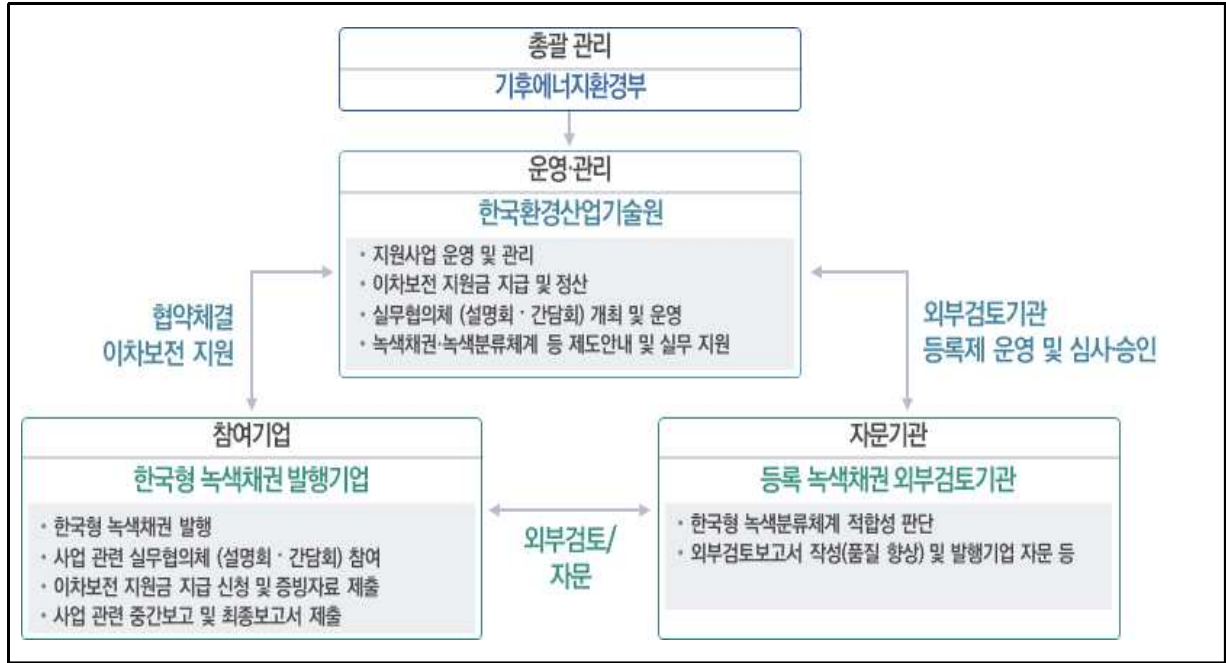 총괄 관리
기후에너지환경부
운영·관리
한국환경산업기술원
· 지원사업 운영 및 관리
· 이차보전 지원금 지급 및 정산
· 실무협의체 (설명회 · 간담회) 개최 및 운영
· 녹색채권·녹색분류체계 등 제도안내 및 실무 지원
협약체결
이차보전 지원
외부검토기관
등록제 운영 및 심사·승인
참여기업
한국형 녹색채권 발행기업
· 한국형 녹색채권 발행
· 사업 관련 실무협의체 (설명회 · 간담회) 참여
· 이차보전 지원금 지급 신청 및 증빙자료 제출
· 사업 관련 중간보고 및 최종보고서 제출
외부검토/
자문
자문기관
등록 녹색채권 외부검토기관
· 한국형 녹색분류체계 적합성 판단
· 외부검토보고서 작성(품질 향상) 및 발행기업 자문 등